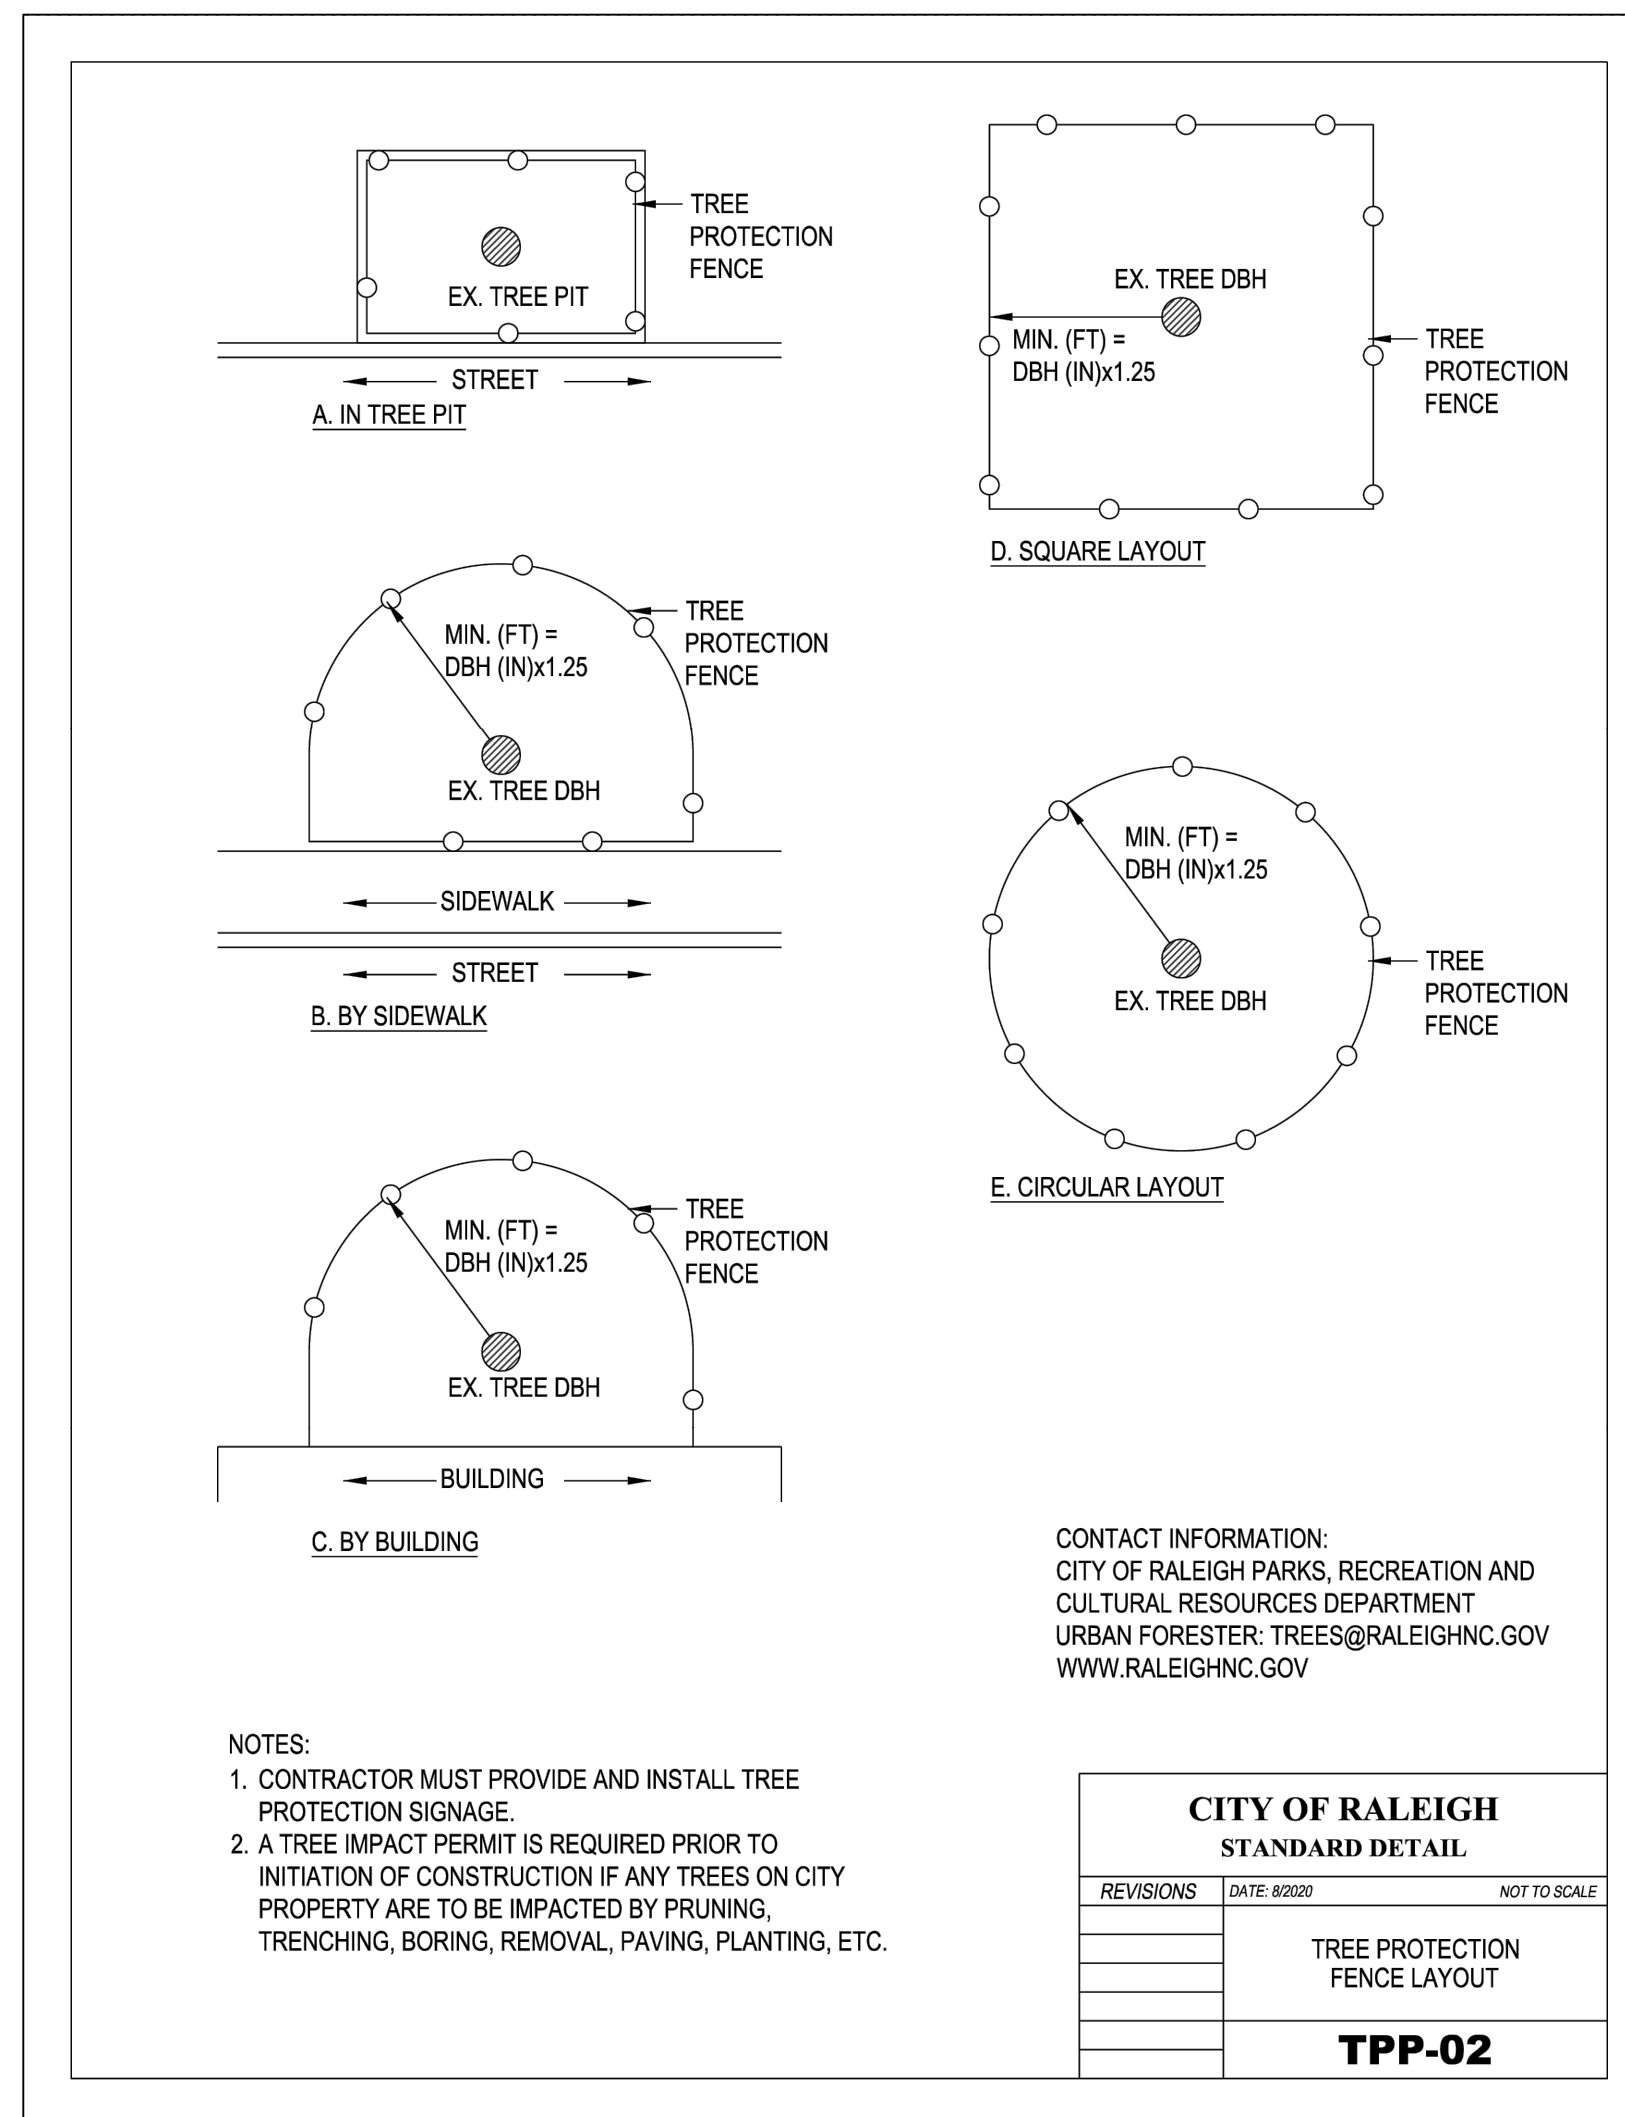 TREE
PROTECTION
FENCE
EX. TREE PIT
STREET
A. IN TREE PIT
EX. TREE DBH
MIN. (FT) =
DBH (IN)x1.25
TREE
PROTECTION
FENCE
D. SQUARE LAYOUT
MIN. (FT) =
DBH (IN)x1.25
TREE
PROTECTION
FENCE
EX. TREE DBH
SIDEWALK
STREET
B. BY SIDEWALK
MIN. (FT) =
DBH (IN)x1.25
EX. TREE DBH
TREE
PROTECTION
FENCE
E. CIRCULAR LAYOUT
MIN. (FT) =
DBH (IN)x1.25
TREE
PROTECTION
FENCE
EX. TREE DBH
BUILDING
C. BY BUILDING
CONTACT INFORMATION:
CITY OF RALEIGH PARKS, RECREATION AND
CULTURAL RESOURCES DEPARTMENT
URBAN FORESTER: TREES@RALEIGHNC.GOV
WWW.RALEIGHNC.GOV
NOTES:
1. CONTRACTOR MUST PROVIDE AND INSTALL TREE
PROTECTION SIGNAGE.
2. A TREE IMPACT PERMIT IS REQUIRED PRIOR TO
INITIATION OF CONSTRUCTION IF ANY TREES ON CITY
PROPERTY ARE TO BE IMPACTED BY PRUNING,
TRENCHING, BORING, REMOVAL, PAVING, PLANTING, ETC.
CITY OF RALEIGH
STANDARD DETAIL
REVISIONS DATE: 8/2020 NOT TO SCALE
TREE PROTECTION
FENCE LAYOUT
TPP-02